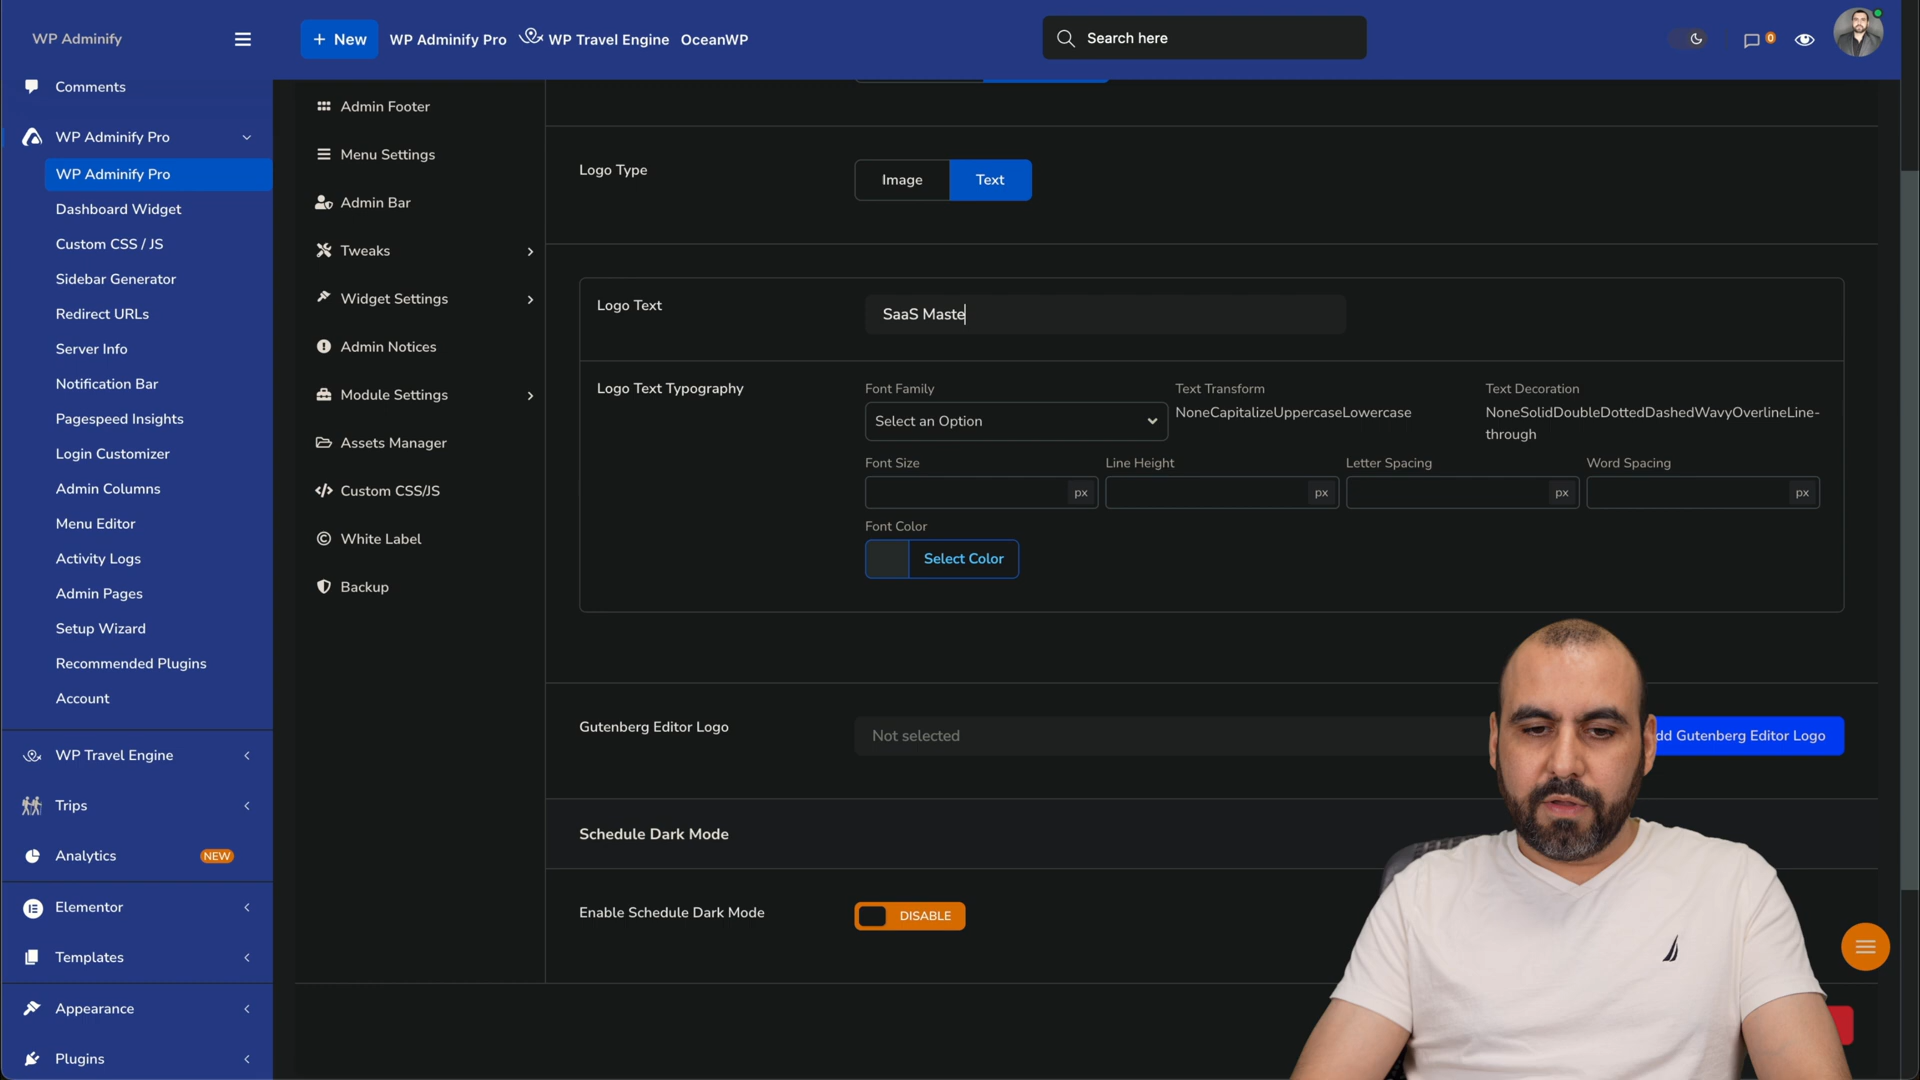 WP Adminify
+ New
WP Adminify Pro
WP Travel Engine
OceanWP
Search here
0
Comments
WP Adminify Pro
WP Adminify Pro
Dashboard Widget
Custom CSS / JS
Sidebar Generator
Redirect URLs
Server Info
Notification Bar
Pagespeed Insights
Login Customizer
Admin Columns
Menu Editor
Activity Logs
Admin Pages
Setup Wizard
Recommended Plugins
Account
WP Travel Engine
Trips
Analytics NEW
Elementor
Templates
Appearance
Plugins
Admin Footer
Menu Settings
Admin Bar
Tweaks
Widget Settings
Admin Notices
Module Settings
Assets Manager
Custom CSS/JS
White Label
Backup
Logo Type
Image Text
Logo Text
SaaS Maste
Logo Text Typography
Font Family
Select an Option
Text Transform
NoneCapitalizeUppercaseLowercase
Text Decoration
NoneSolidDoubleDottedDashedWavyOverlineLine-
through
Font Size
px
Line Height
px
Letter Spacing
px
Word Spacing
px
Font Color
Select Color
Gutenberg Editor Logo
Not selected
dd Gutenberg Editor Logo
Schedule Dark Mode
Enable Schedule Dark Mode
DISABLE